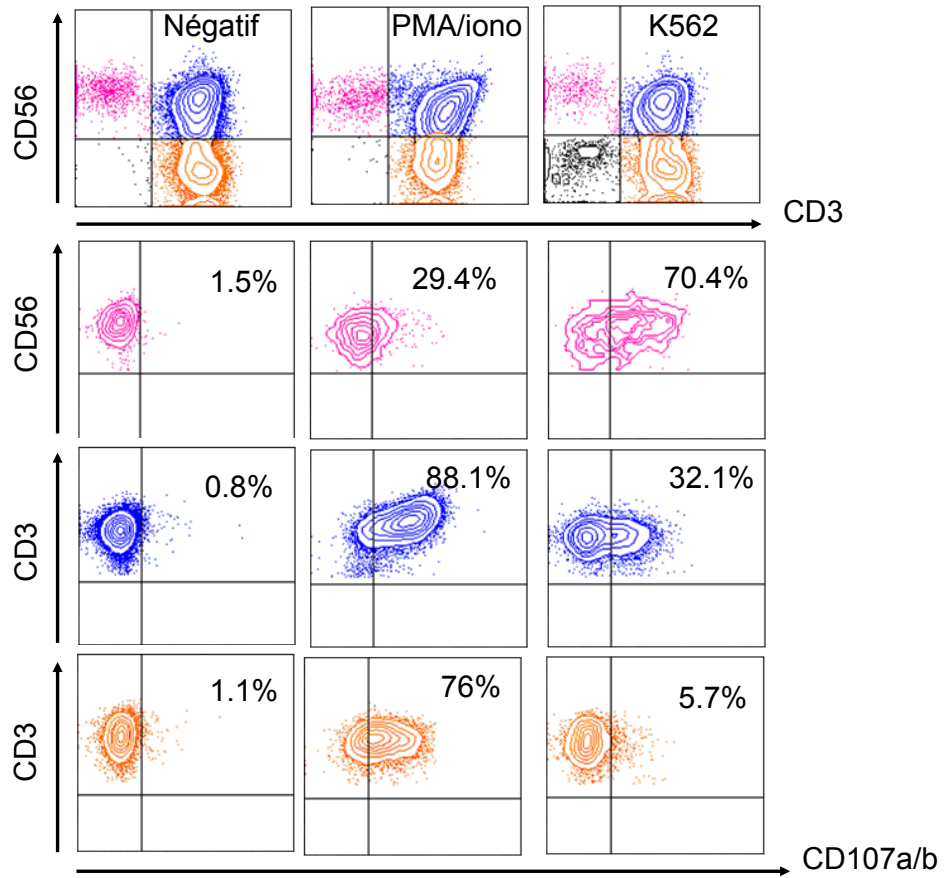 Négatif
PMA/iono
K562
CD56
Q3
CD3
CD56
1.5%
29.4%
70.4%
CD3
0.8%
88.1%
32.1%
CD3
1.1%
76%
5.7%
CD107a/b